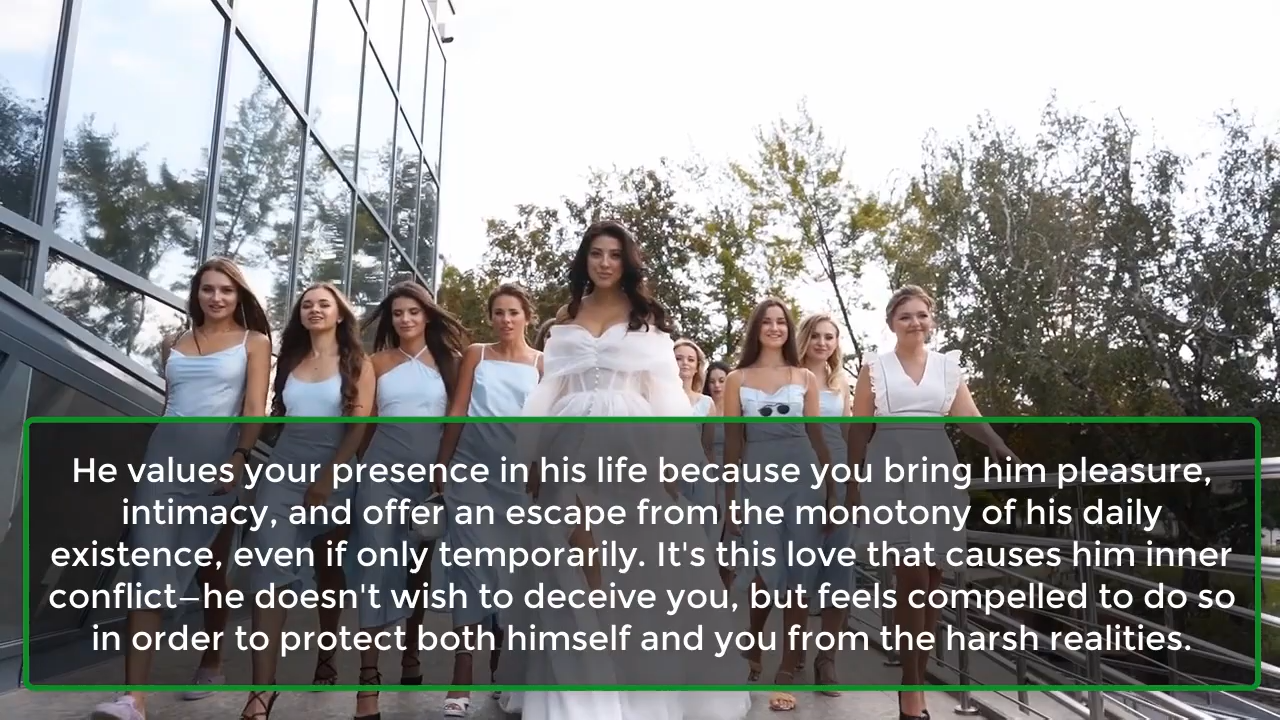 He values your presence in his life because you bring him pleasure,
intimacy, and offer an escape from the monotony of his daily
existence, even if only temporarily. It's this love that causes him inner
conflict—he doesn't wish to deceive you, but feels compelled to do so
in order to protect both himself and you from the harsh realities.